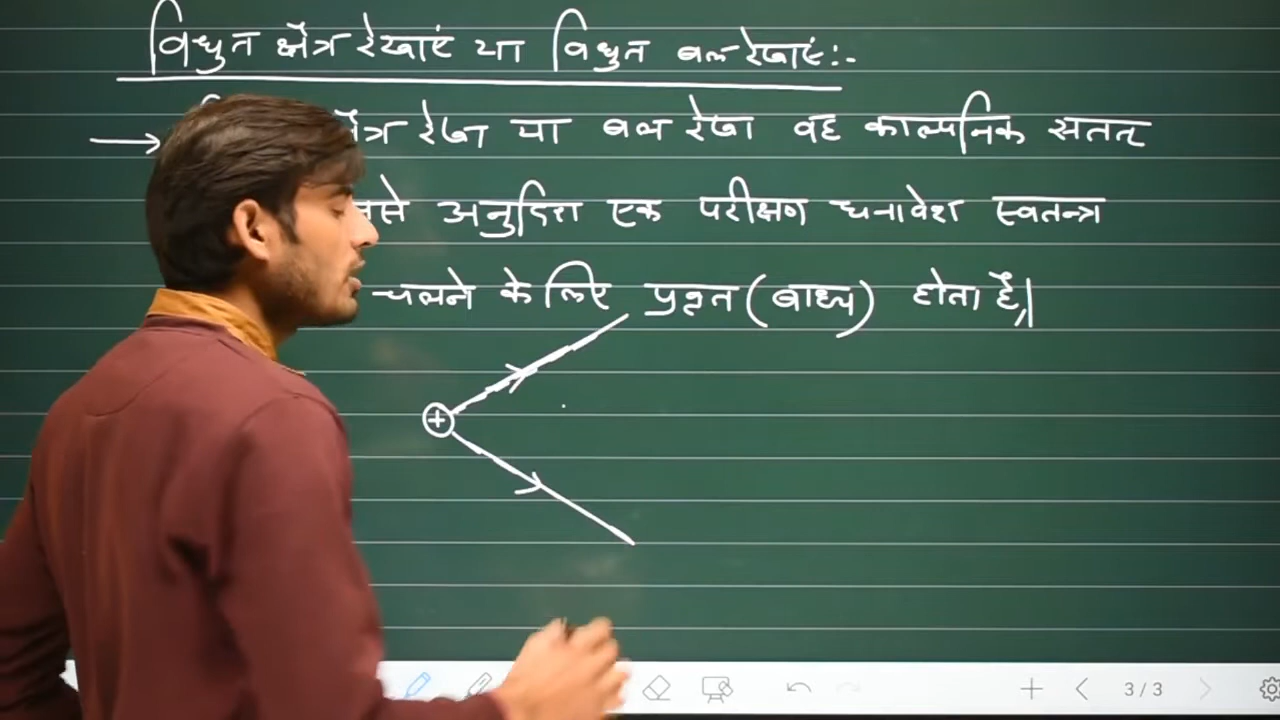 विधुत क्षेत्र रेखाएं या विधुत बल रेखाएं:-
→ क्षेत्र रेखा या बल रेखा वह काल्पनिक सतत
अनुदिश एक परीक्षण धनावेश स्वतन्त्र
चलने के लिए प्रवृत (बाध्य) होता है|
+
3/3